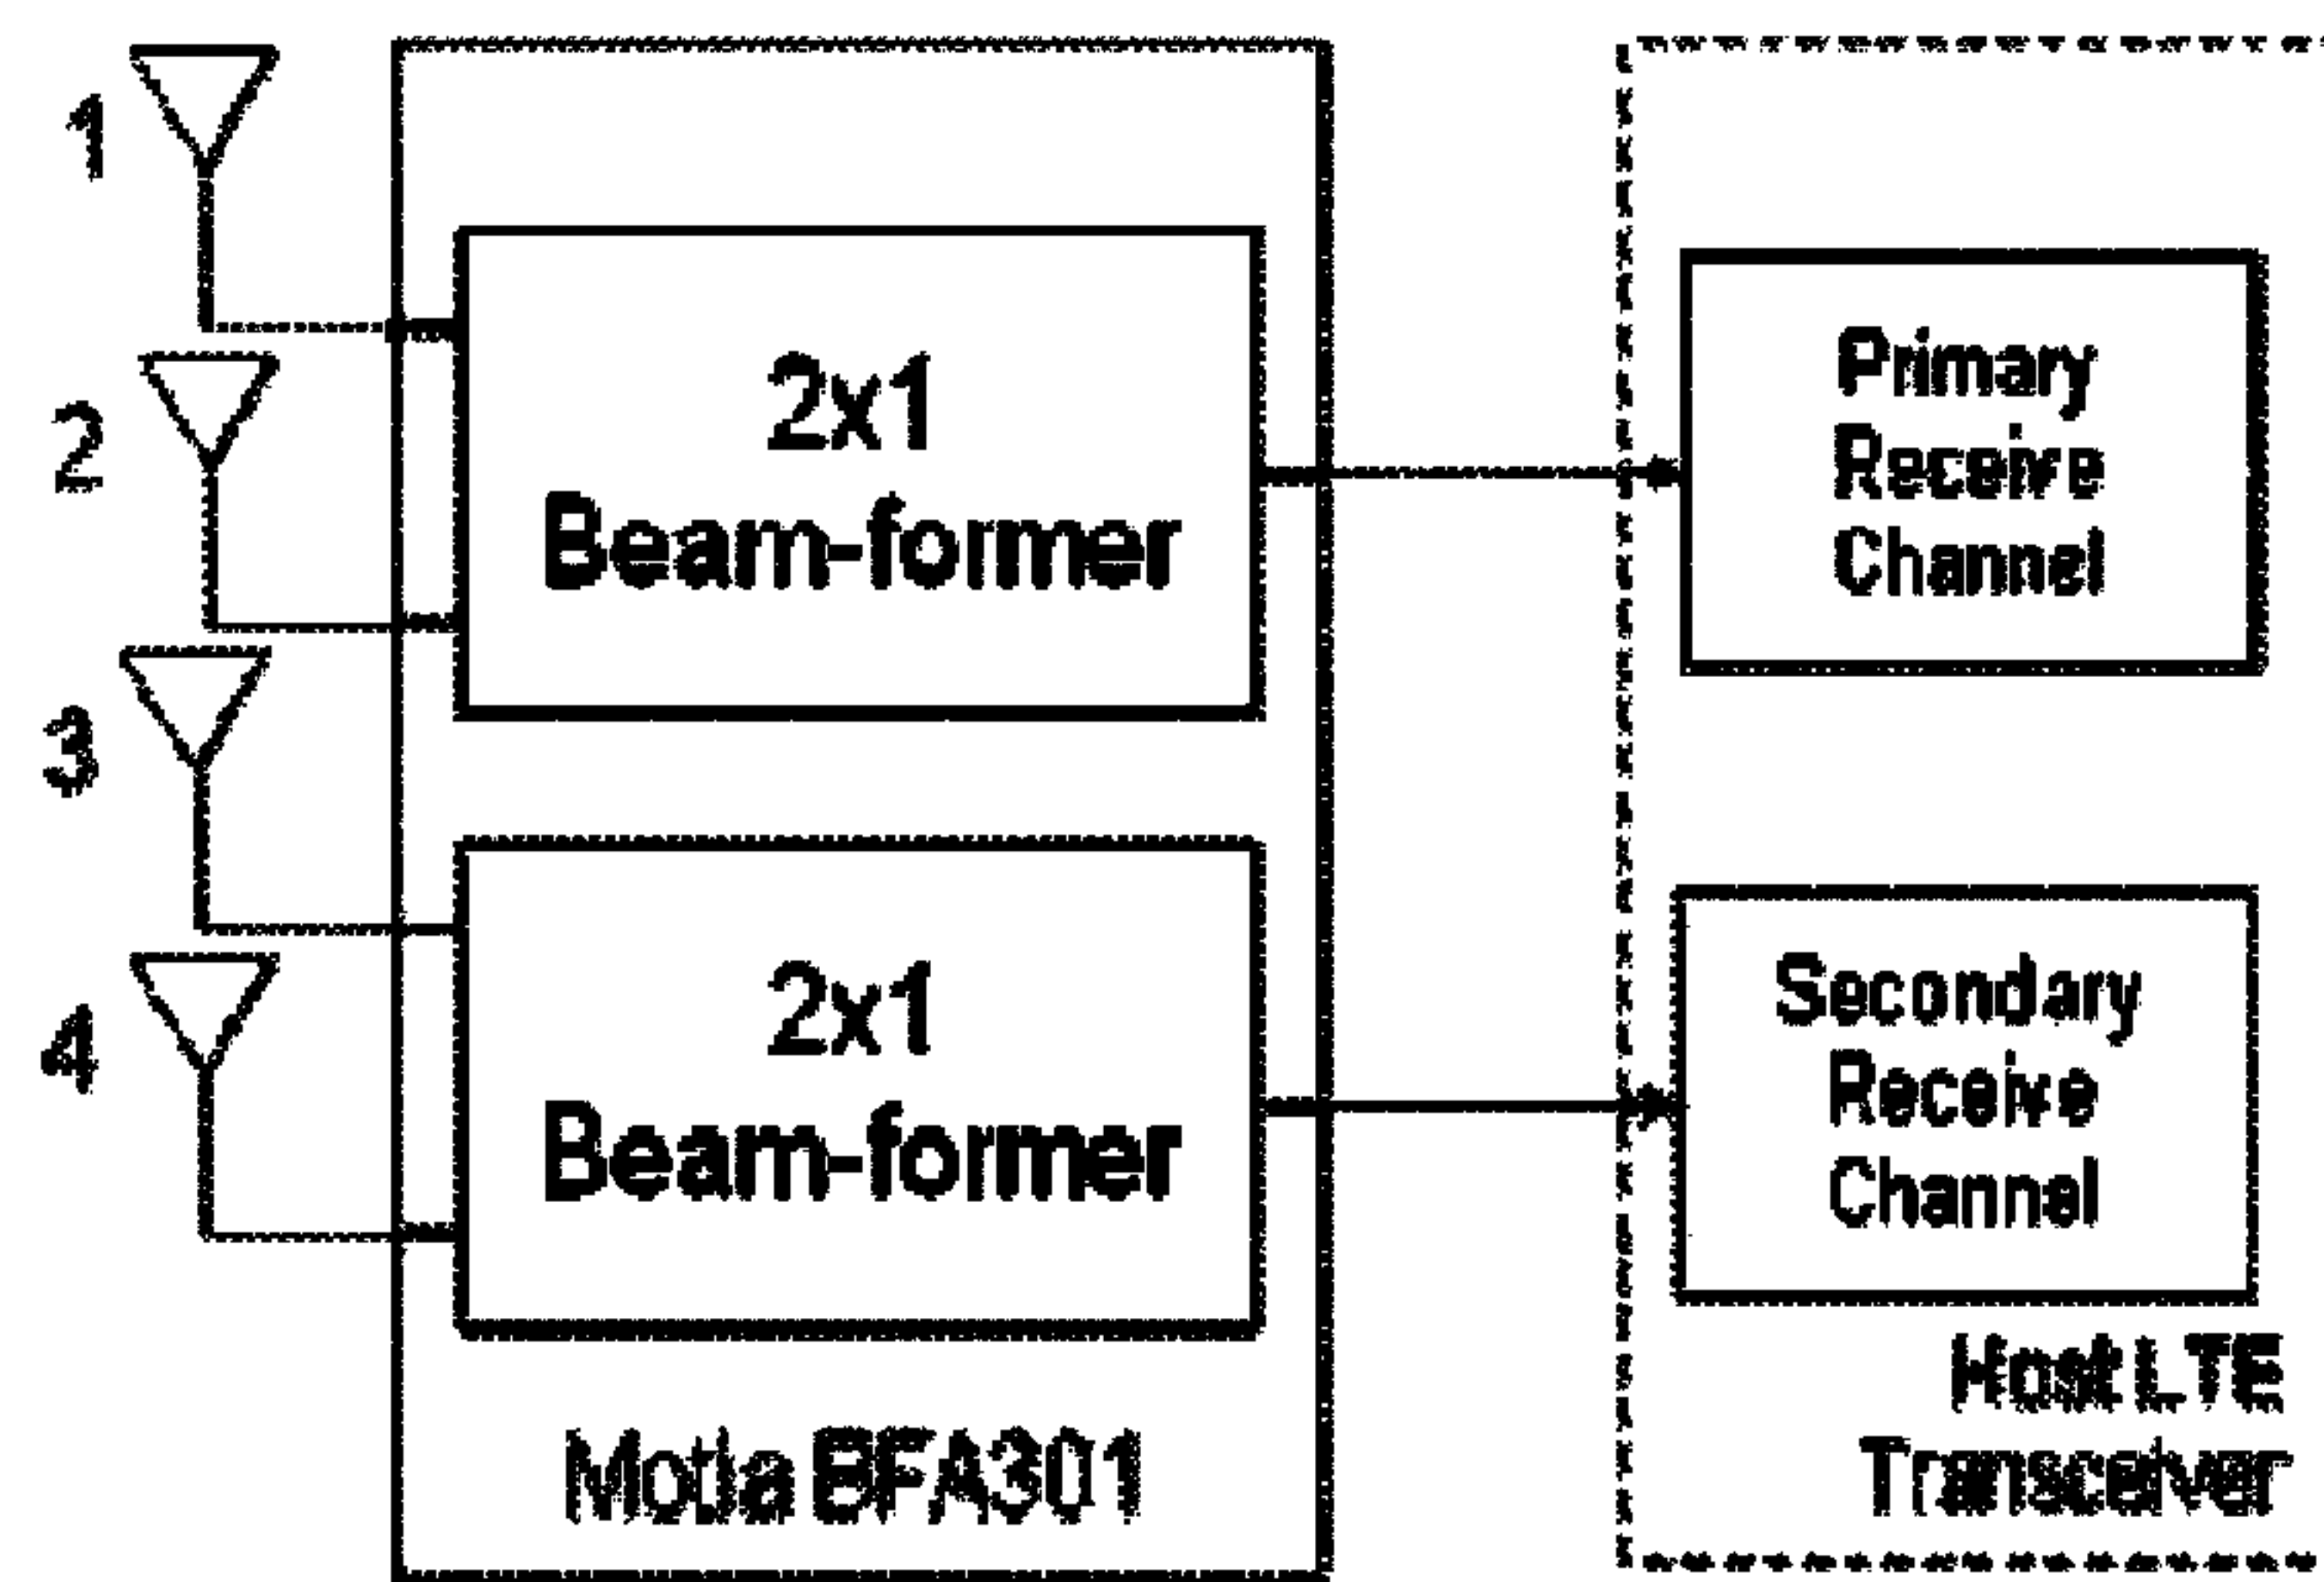 1
2
3
4
2x1
Beam-former
2x1
Beam-former
Motia BFA301
Primary
Receive
Channel
Secondary
Receive
Channel
Host LTE
Transceiver